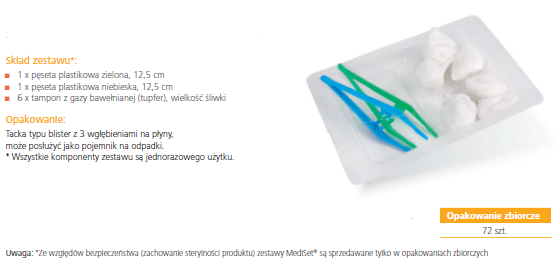 Skład zestawu*:
1 x pęseta plastikowa zielona, 12,5 cm
1 x pęseta plastikowa niebieska, 12,5 cm
6 x tampon z gazy bawełnianej (tupfer), wielkość śliwki
Opakowanie:
Tacka typu blister z 3 wgłębieniami na płyny,
może posłużyć jako pojemnik na odpadki.
* Wszystkie komponenty zestawu są jednorazowego użytku.
Opakowanie zbiorcze
72 szt.
Uwaga: *Ze względów bezpieczeństwa (zachowanie sterylności produktu) zestawy MediSet® są sprzedawane tylko w opakowaniach zbiorczych